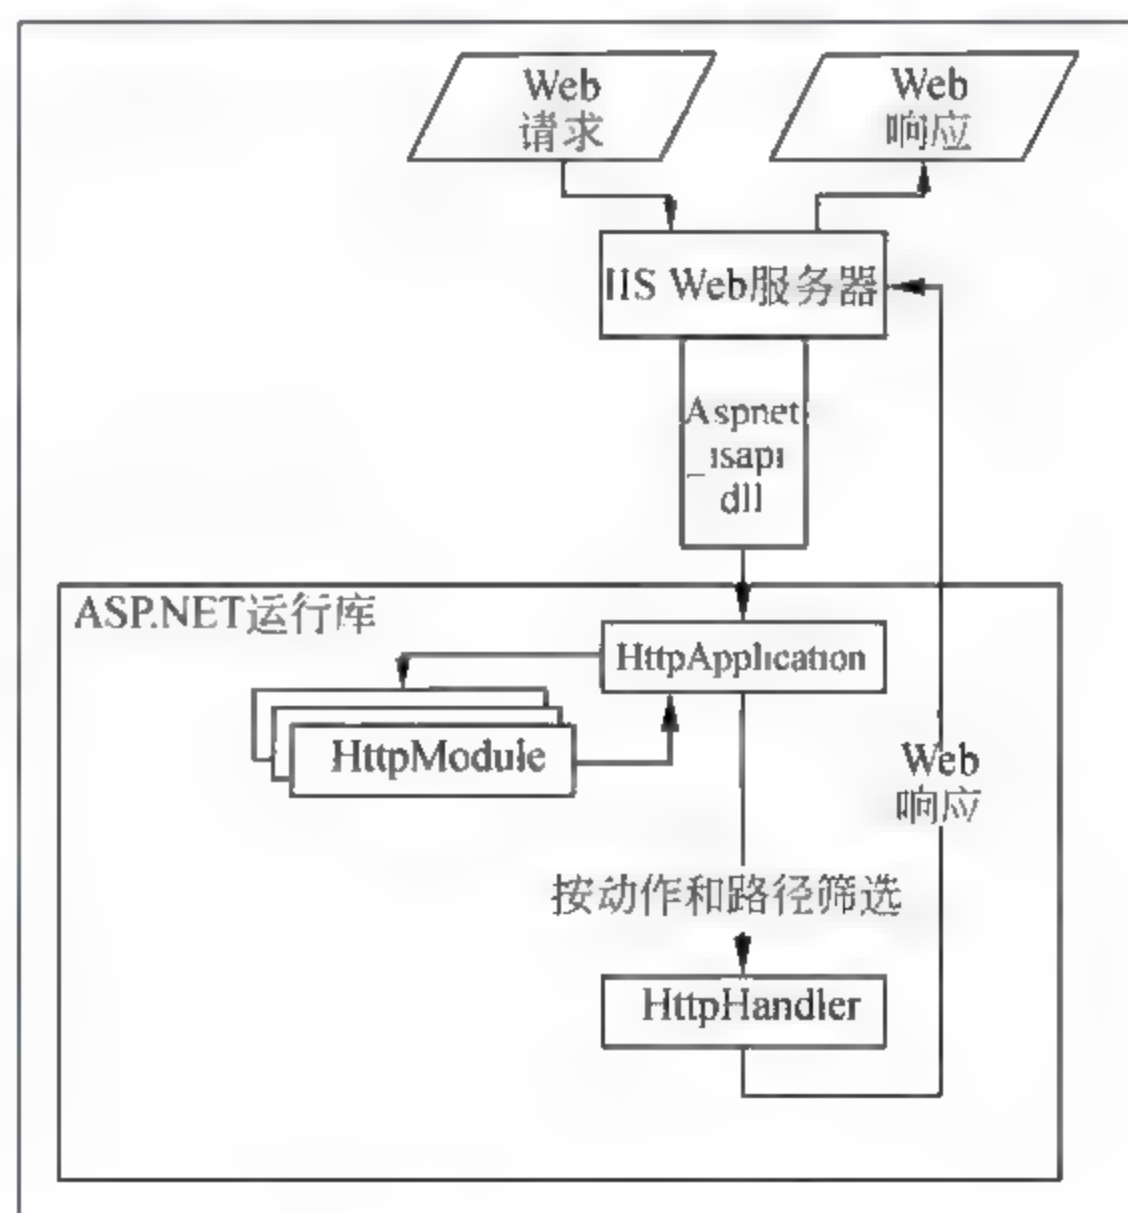 Web
请求
Web
响应
IIS Web服务器
Aspnet
_isapi
dll
ASP.NET运行库
HttpApplication
HttpModule
Web
响应
按动作和路径筛选
HttpHandler